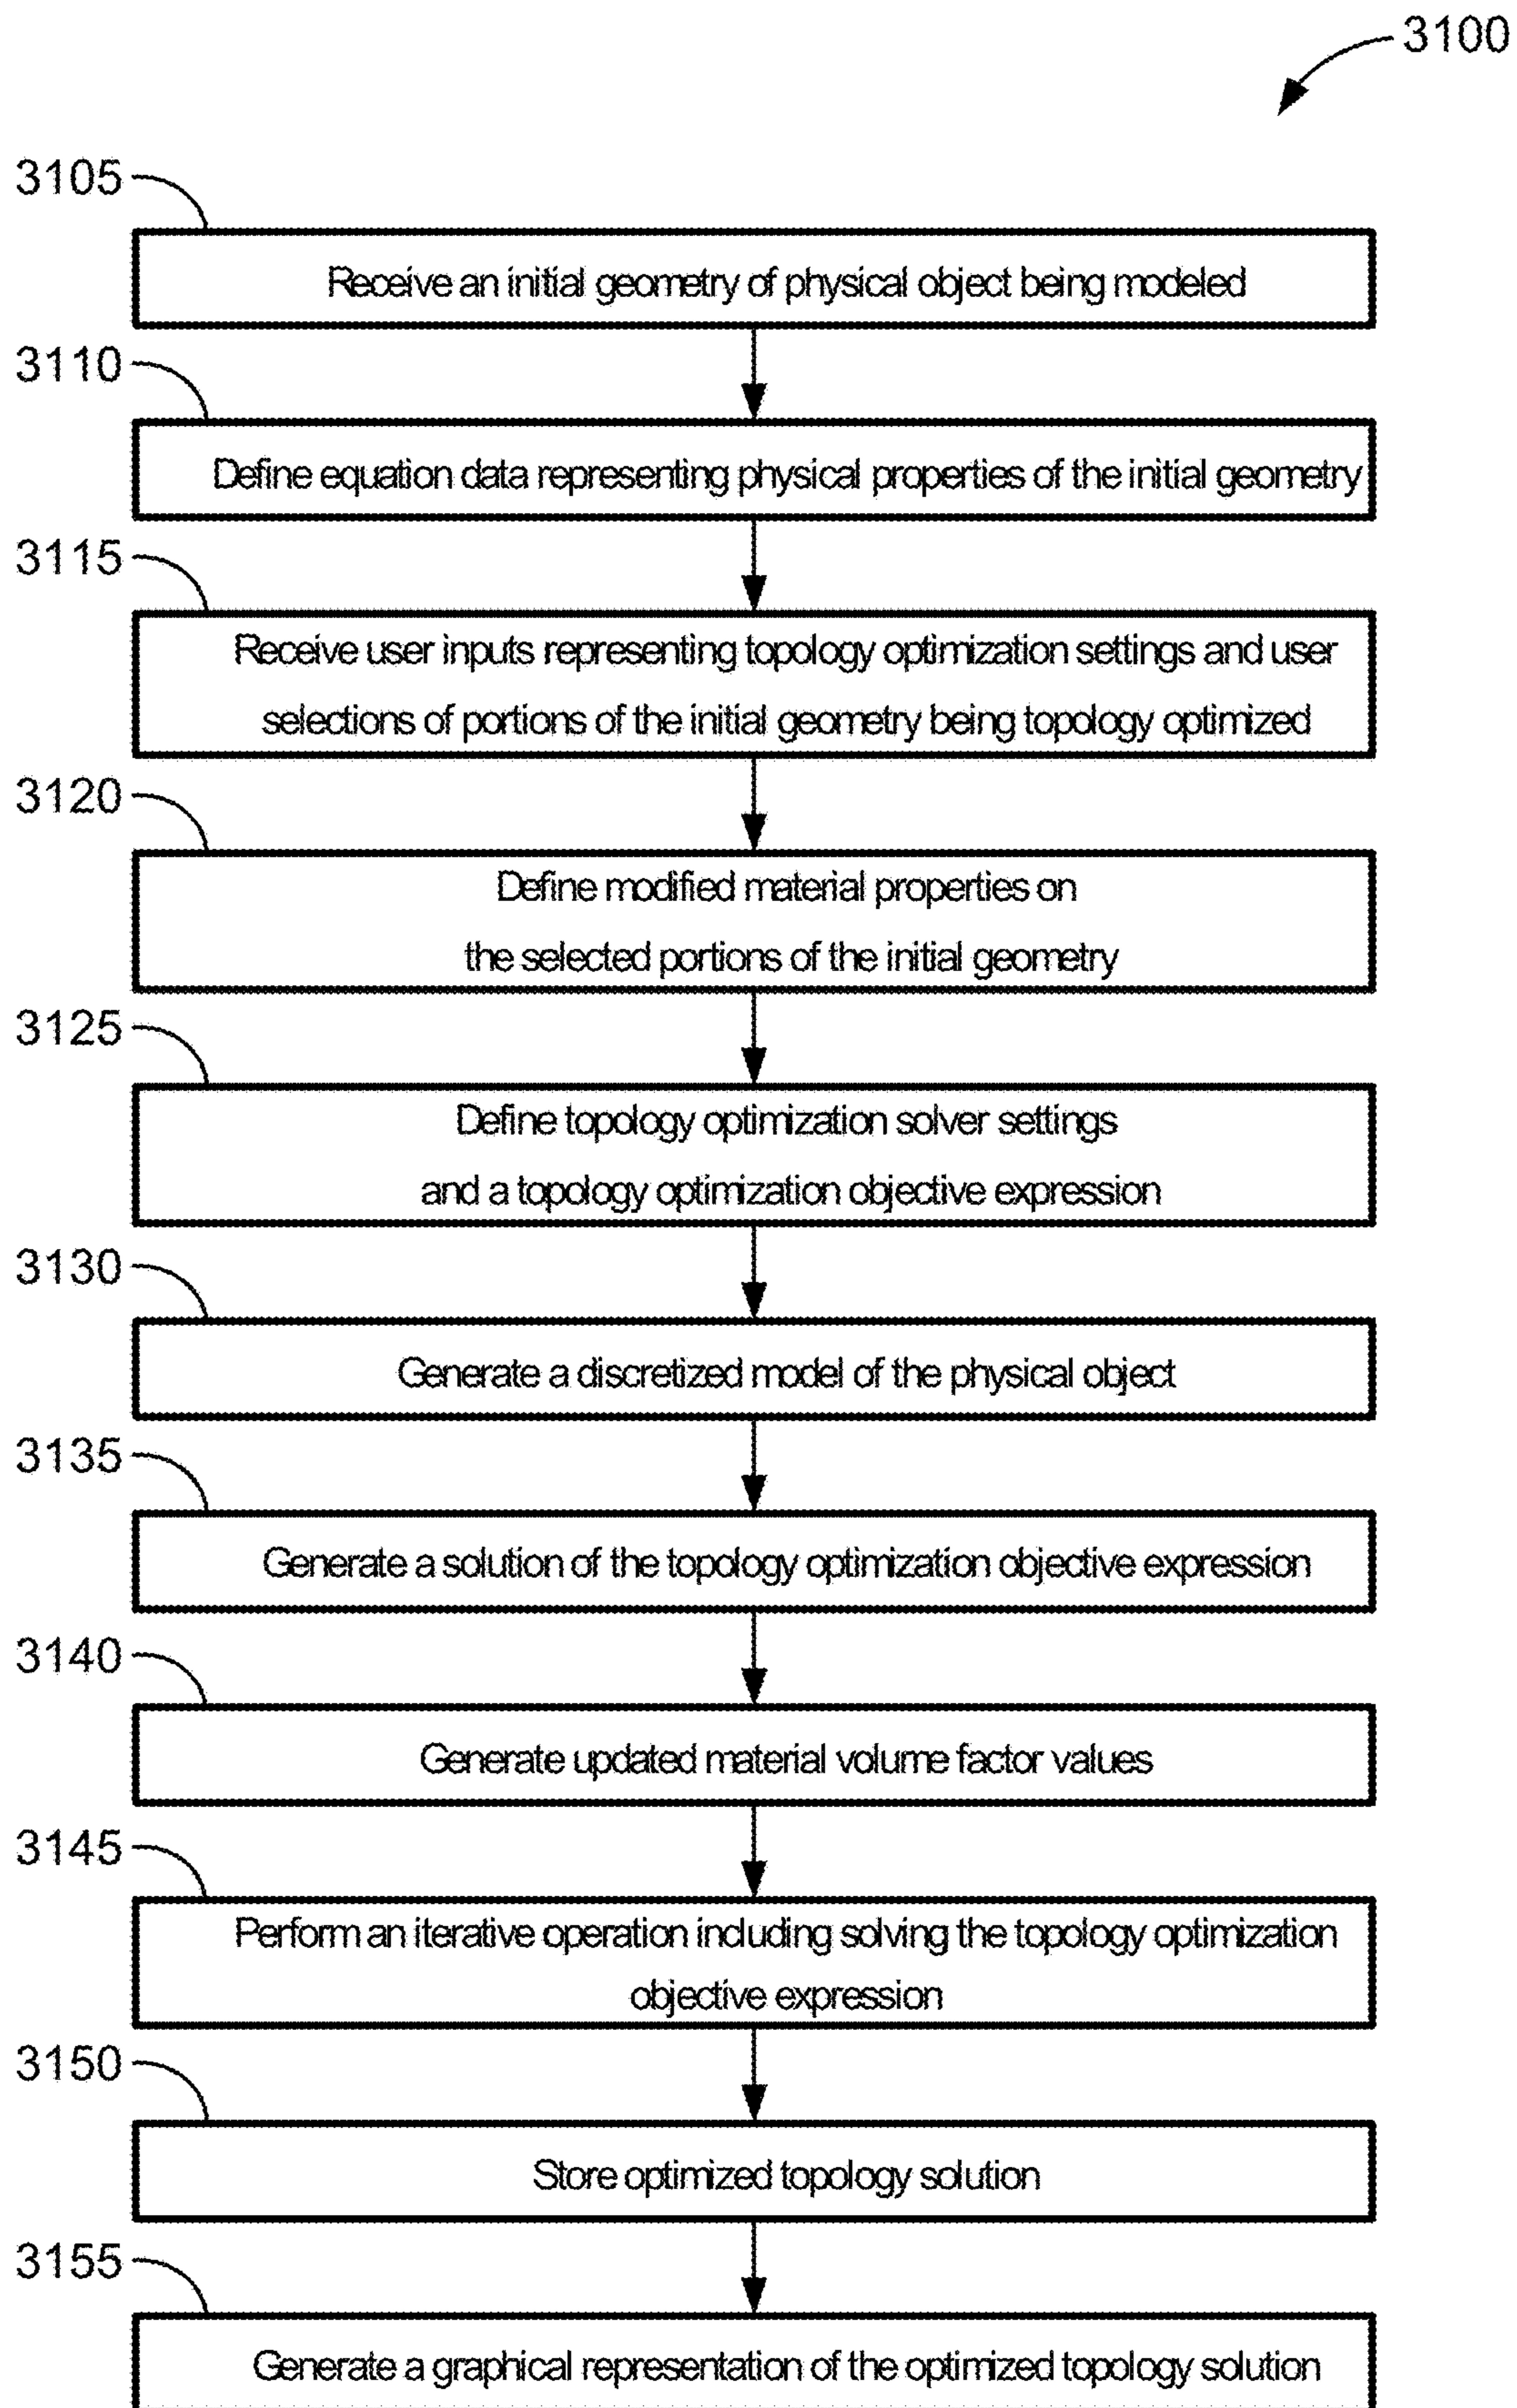 3100
3105
Receive an initial geometry of physical object being modeled
3110
Define equation data representing physical properties of the initial geometry
3115
Receive user inputs representing topology optimization settings and user
selections of portions of the initial geometry being topology optimized
3120
Define modified material properties on
the selected portions of the initial geometry
3125
Define topology optimization solver settings
and a topology optimization objective expression
3130
Generate a discretized model of the physical object
3135
Generate a solution of the topology optimization objective expression
3140
Generate updated material volume factor values
3145
Perform an iterative operation including solving the topology optimization
objective expression
3150
Store optimized topology solution
3155
Generate a graphical representation of the optimized topology solution